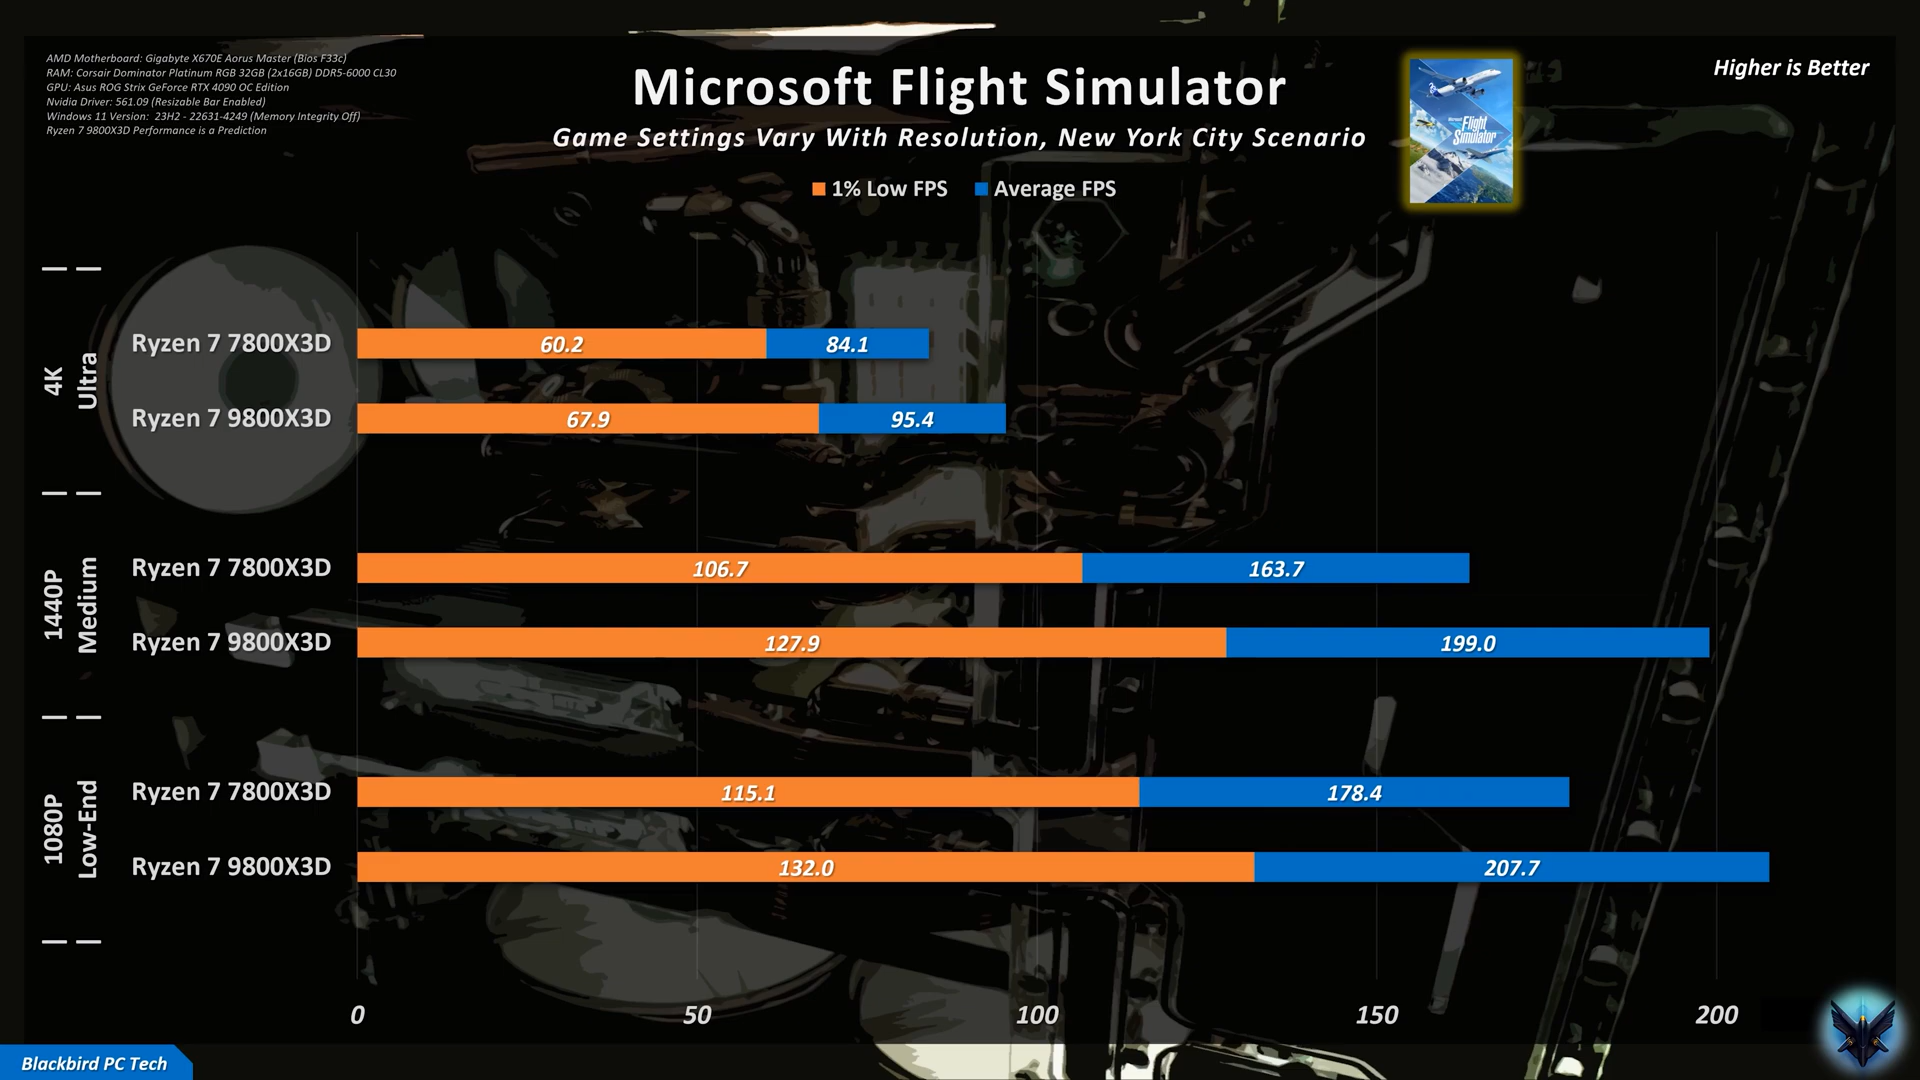 AMD Motherboard: Gigabyte X670E Aorus Master (Bios F33c)
RAM: Corsair Dominator Platinum RGB 32GB (2x16GB) DDR5-6000 CL30
GPU: Asus ROG Strix GeForce RTX 4090 OC Edition
Nvidia Driver: 561.09 (Resizable Bar Enabled)
Windows 11 Version: 23H2 - 22631-4249 (Memory Integrity Off)
Ryzen 7 9800X3D Performance is a Prediction
Microsoft Flight Simulator
Game Settings Vary With Resolution, New York City Scenario
1% Low FPS Average FPS
Microsoft
Flight
Simulator
Higher is Better
4K
Ultra
Ryzen 7 7800X3D 60.2 84.1
Ryzen 7 9800X3D 67.9 95.4
1440P
Medium
Ryzen 7 7800X3D 106.7 163.7
Ryzen 7 9800X3D 127.9 199.0
1080P
Low-End
Ryzen 7 7800X3D 115.1 178.4
Ryzen 7 9800X3D 132.0 207.7
0 50 100 150 200
Blackbird PC Tech